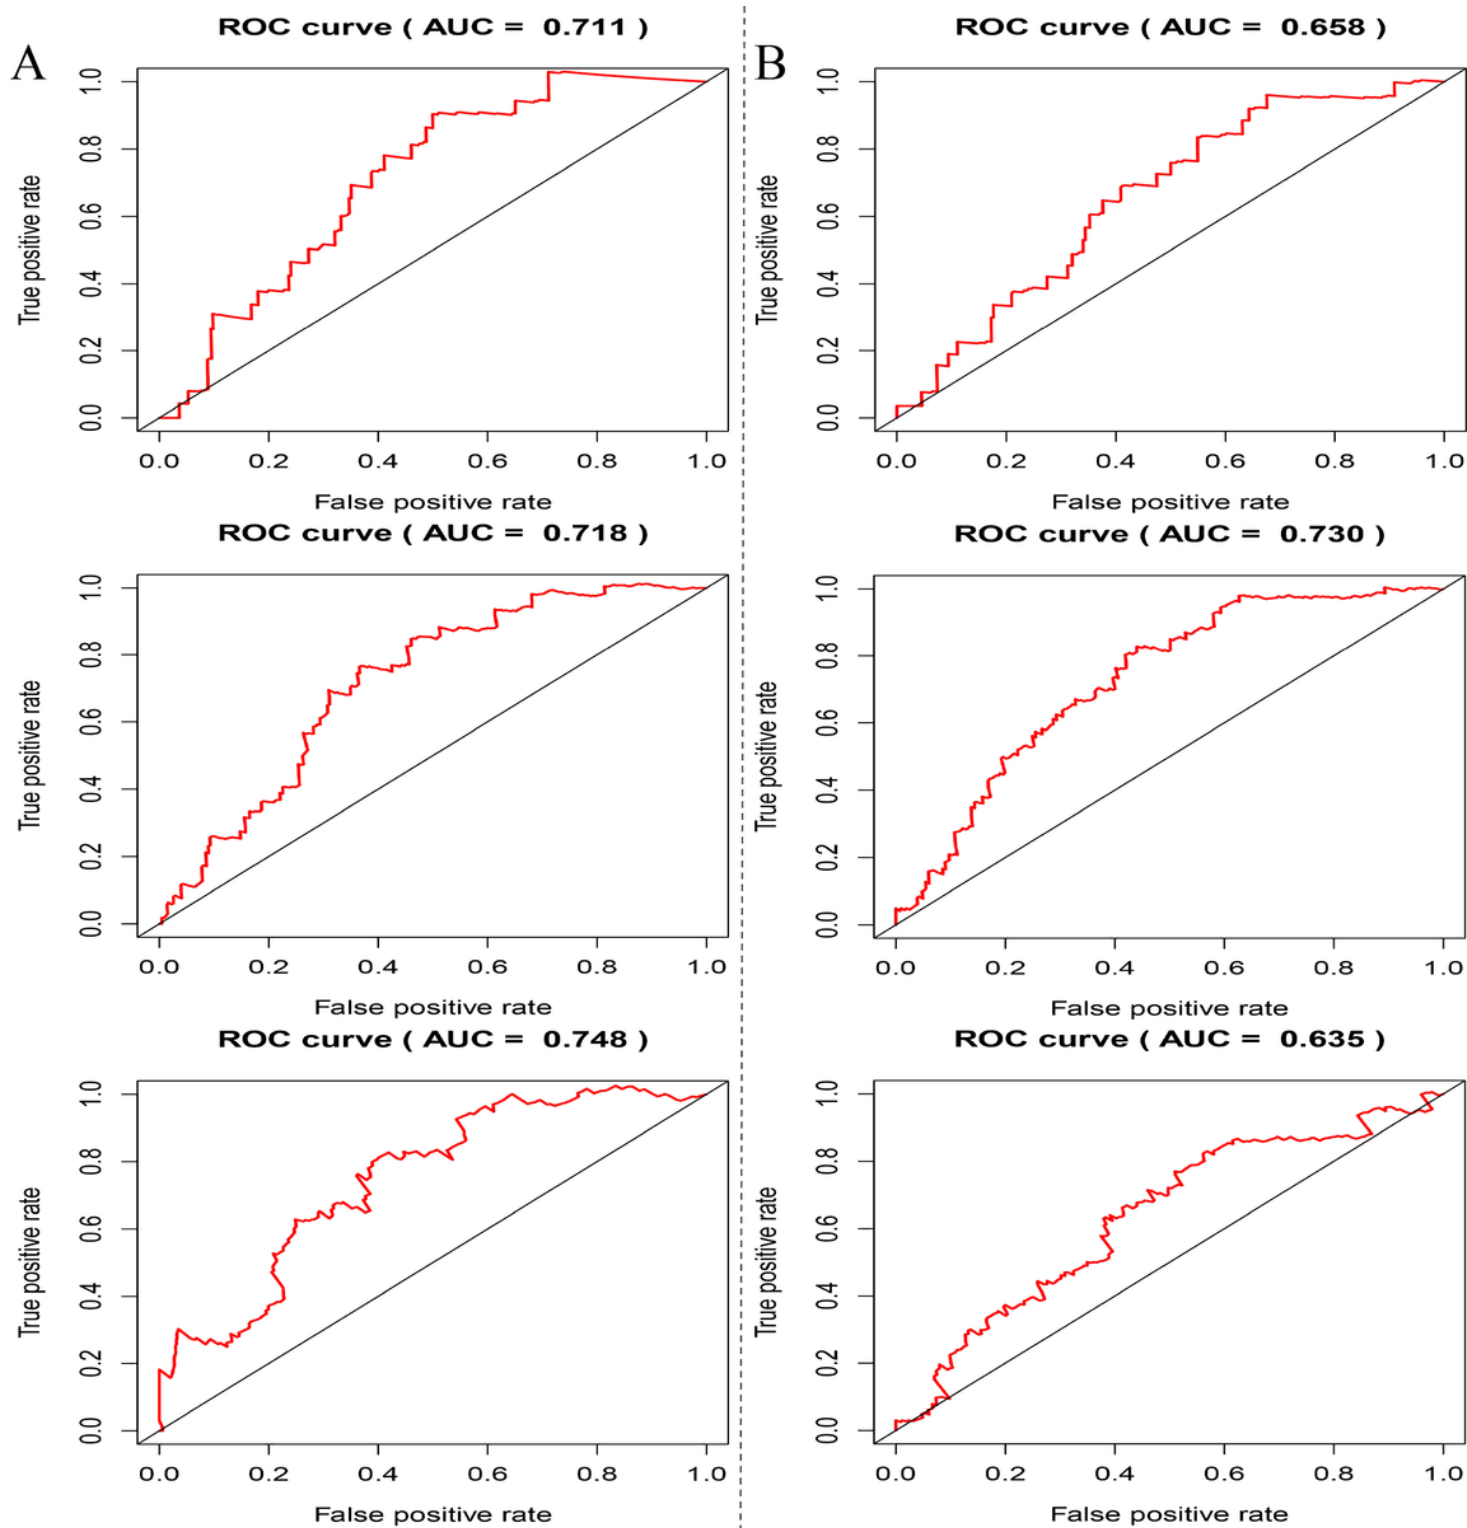 A
ROC curve ( AUC = 0.711 )
True positive rate
1.0
0.8
0.6
0.4
0.2
0.0
0.0 0.2 0.4 0.6 0.8 1.0
False positive rate
B
ROC curve ( AUC = 0.658 )
True positive rate
1.0
0.8
0.6
0.4
0.2
0.0
0.0 0.2 0.4 0.6 0.8 1.0
False positive rate
ROC curve ( AUC = 0.718 )
True positive rate
1.0
0.8
0.6
0.4
0.2
0.0
0.0 0.2 0.4 0.6 0.8 1.0
False positive rate
ROC curve ( AUC = 0.730 )
True positive rate
1.0
0.8
0.6
0.4
0.2
0.0
0.0 0.2 0.4 0.6 0.8 1.0
False positive rate
ROC curve ( AUC = 0.748 )
True positive rate
1.0
0.8
0.6
0.4
0.2
0.0
0.0 0.2 0.4 0.6 0.8 1.0
False positive rate
ROC curve ( AUC = 0.635 )
True positive rate
1.0
0.8
0.6
0.4
0.2
0.0
0.0 0.2 0.4 0.6 0.8 1.0
False positive rate